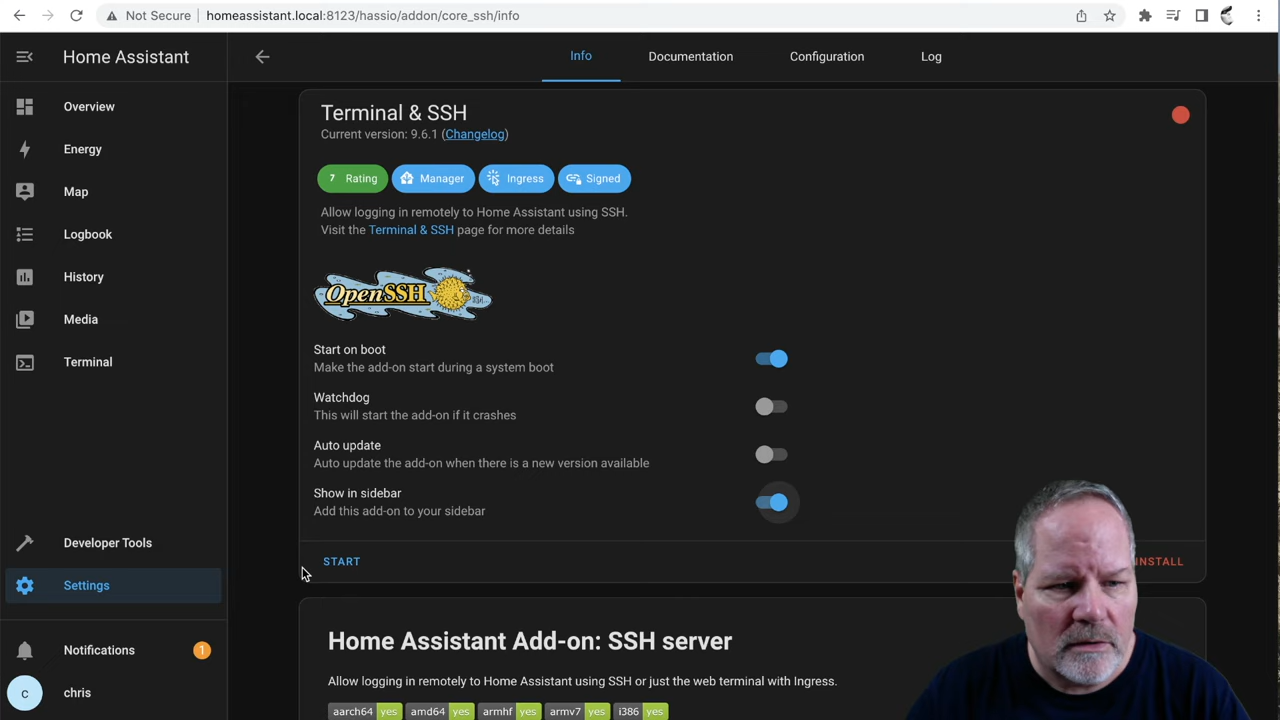 Not Secure
homeassistant.local:8123/hassio/addon/core_ssh/info
Home Assistant
Info
Documentation
Configuration
Log
Overview
Energy
Map
Logbook
History
Media
Terminal
Developer Tools
Settings
Notifications
1
c
chris
Terminal & SSH
Current version: 9.6.1 (Changelog)
7 Rating
Manager
Ingress
Signed
Allow logging in remotely to Home Assistant using SSH.
Visit the Terminal & SSH page for more details
OpenSSH
Start on boot
Make the add-on start during a system boot
Watchdog
This will start the add-on if it crashes
Auto update
Auto update the add-on when there is a new version available
Show in sidebar
Add this add-on to your sidebar
START
INSTALL
Home Assistant Add-on: SSH server
Allow logging in remotely to Home Assistant using SSH or just the web terminal with Ingress.
aarch64 yes amd64 yes armhf yes armv7 yes i386 yes